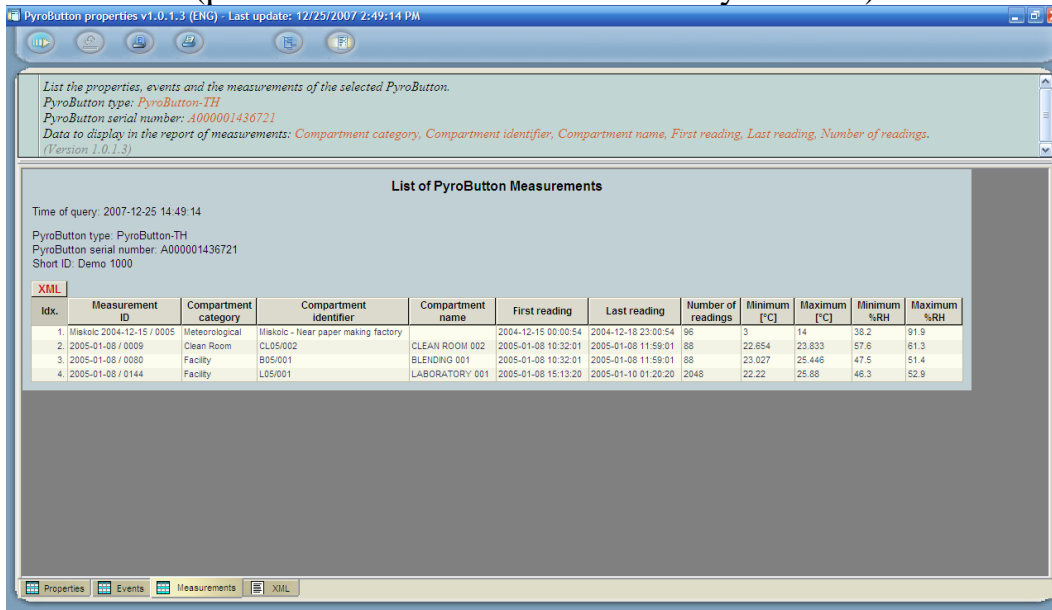 PyroButton properties v1.0.1.3 (ENG) - Last update: 12/25/2007 2:49:14 PM
List the properties, events and the measurements of the selected PyroButton.
PyroButton type: PyroButton-TH
PyroButton serial number: A000001436721
Data to display in the report of measurements: Compartment category, Compartment identifier, Compartment name, First reading, Last reading, Number of readings.
(Version 1.0.1.3)
List of PyroButton Measurements
Time of query: 2007-12-25 14:49:14
PyroButton type: PyroButton-TH
PyroButton serial number: A000001436721
Short ID: Demo 1000
XML
Idx. Measurement ID Compartment category Compartment identifier Compartment name First reading Last reading Number of readings Minimum [°C] Maximum [°C] Minimum %RH Maximum %RH
1. Miskolc 2004-12-15 / 0005 Meteorological Miskolc - Near paper making factory 2004-12-15 00:00:54 2004-12-18 23:00:54 96 3 14 38.2 91.9
2. 2005-01-08 / 0009 Clean Room CL05/002 CLEAN ROOM 002 2005-01-08 10:32:01 2005-01-08 11:59:01 88 22.654 23.833 57.6 61.3
3. 2005-01-08 / 0080 Facility B05/001 BLENDING 001 2005-01-08 10:32:01 2005-01-08 11:59:01 88 23.027 25.446 47.5 51.4
4. 2005-01-08 / 0144 Facility L05/001 LABORATORY 001 2005-01-08 15:13:20 2005-01-10 01:20:20 2048 22.22 25.88 46.3 52.9
Properties Events Measurements XML